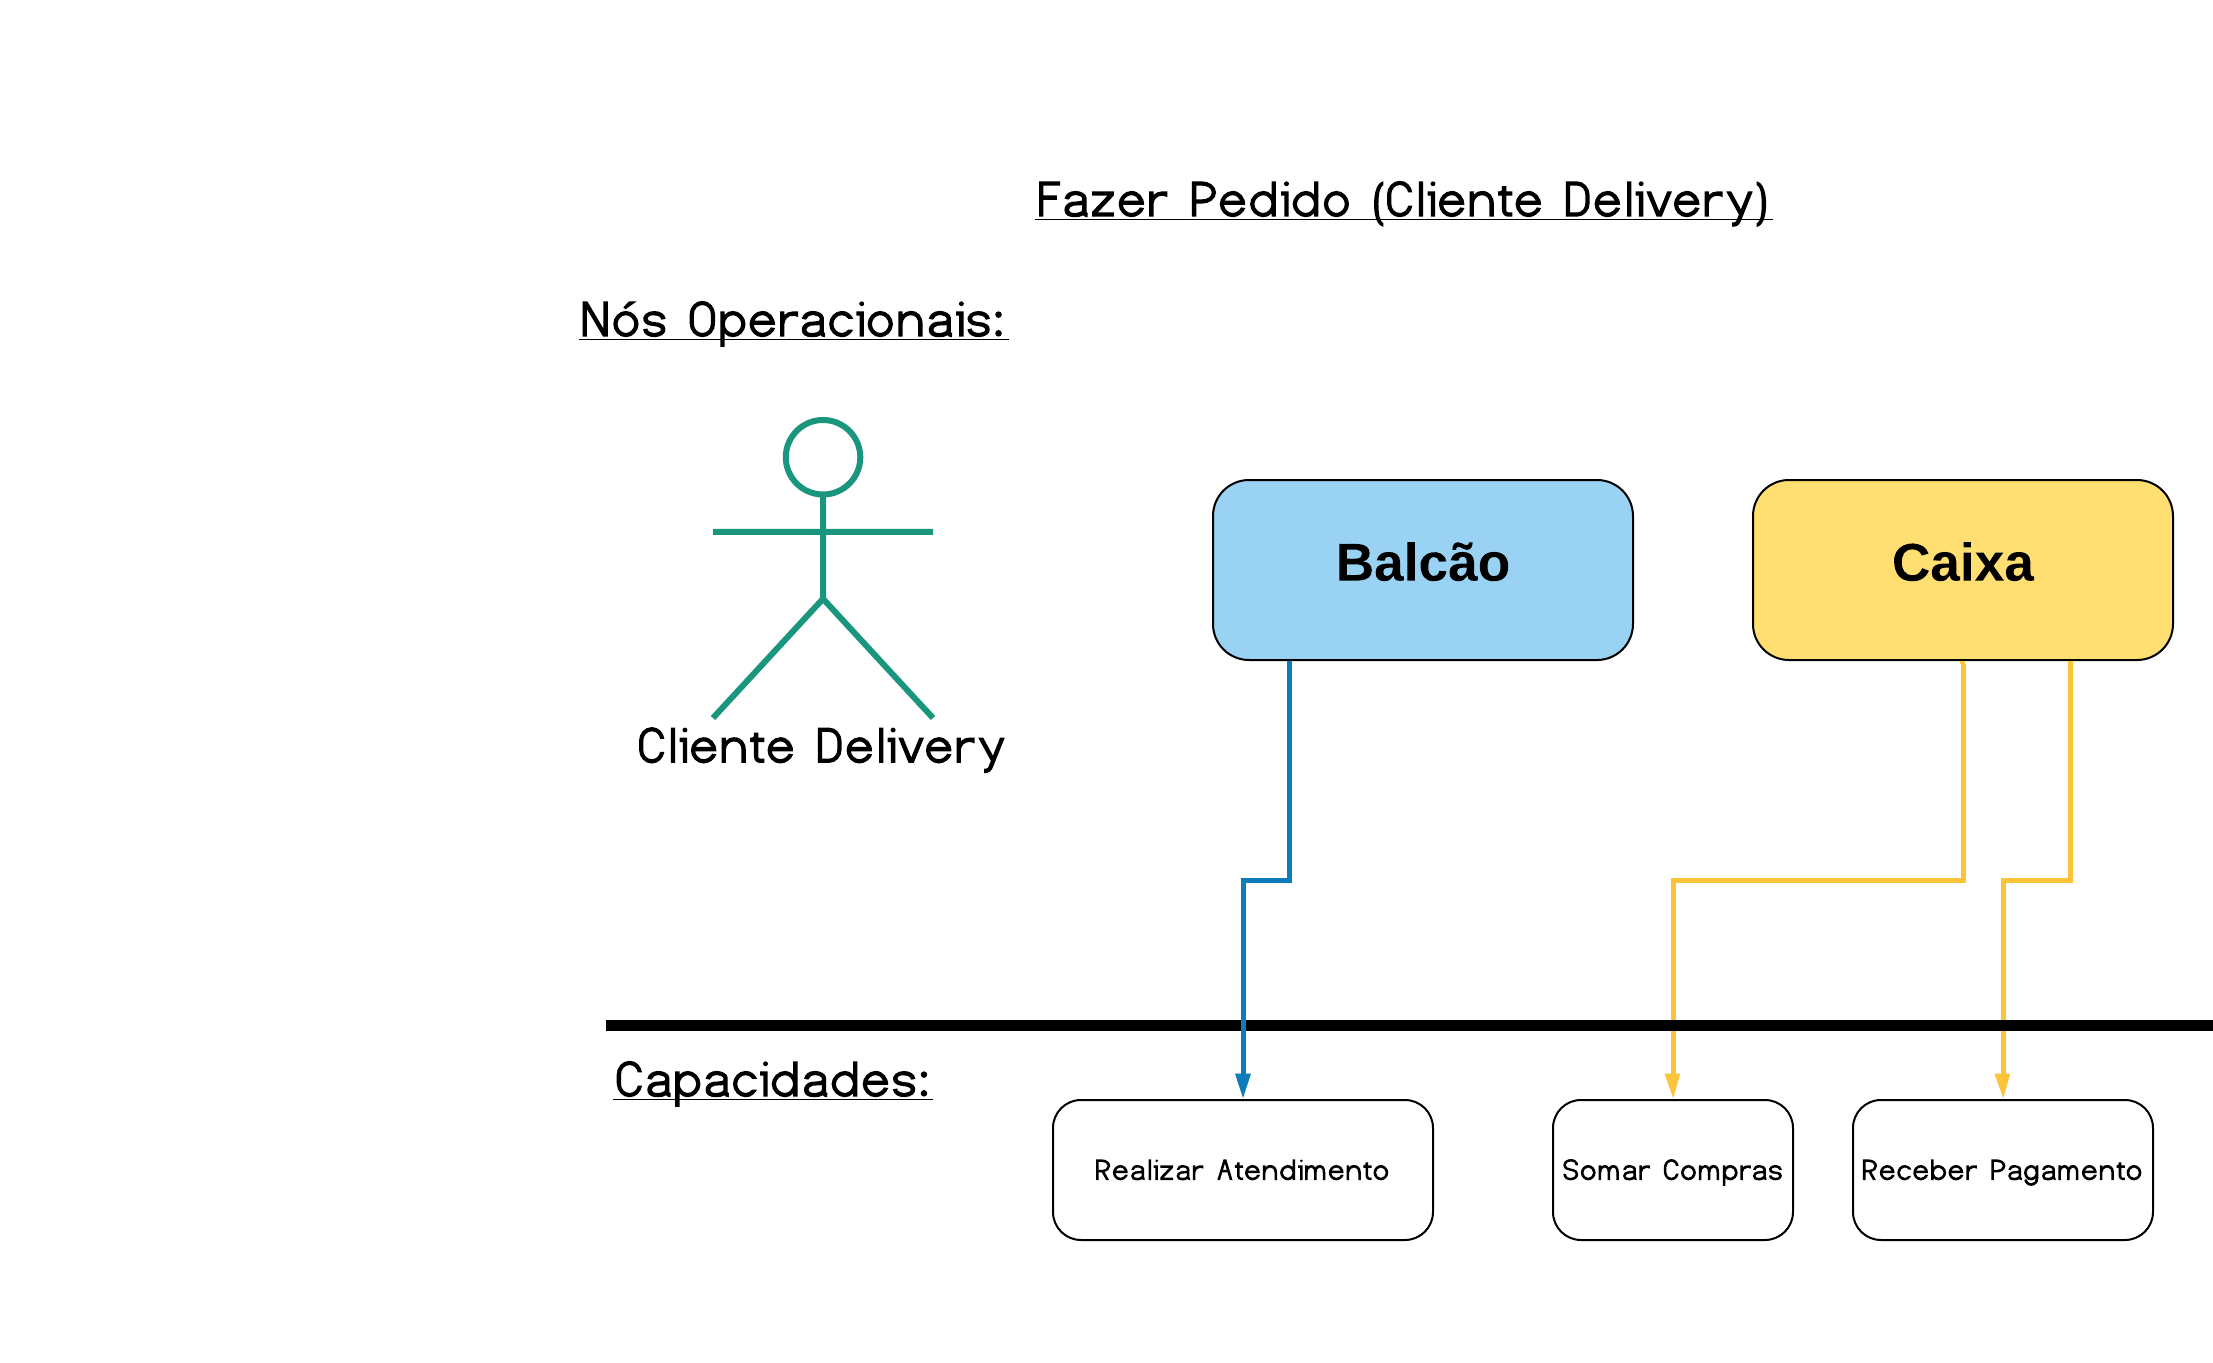 Fazer Pedido (Cliente Delivery)
Nós Operacionais:
Balcão
Caixa
Cliente Delivery
Capacidades:
Realizar Atendimento
Somar Compras
Receber Pagamento